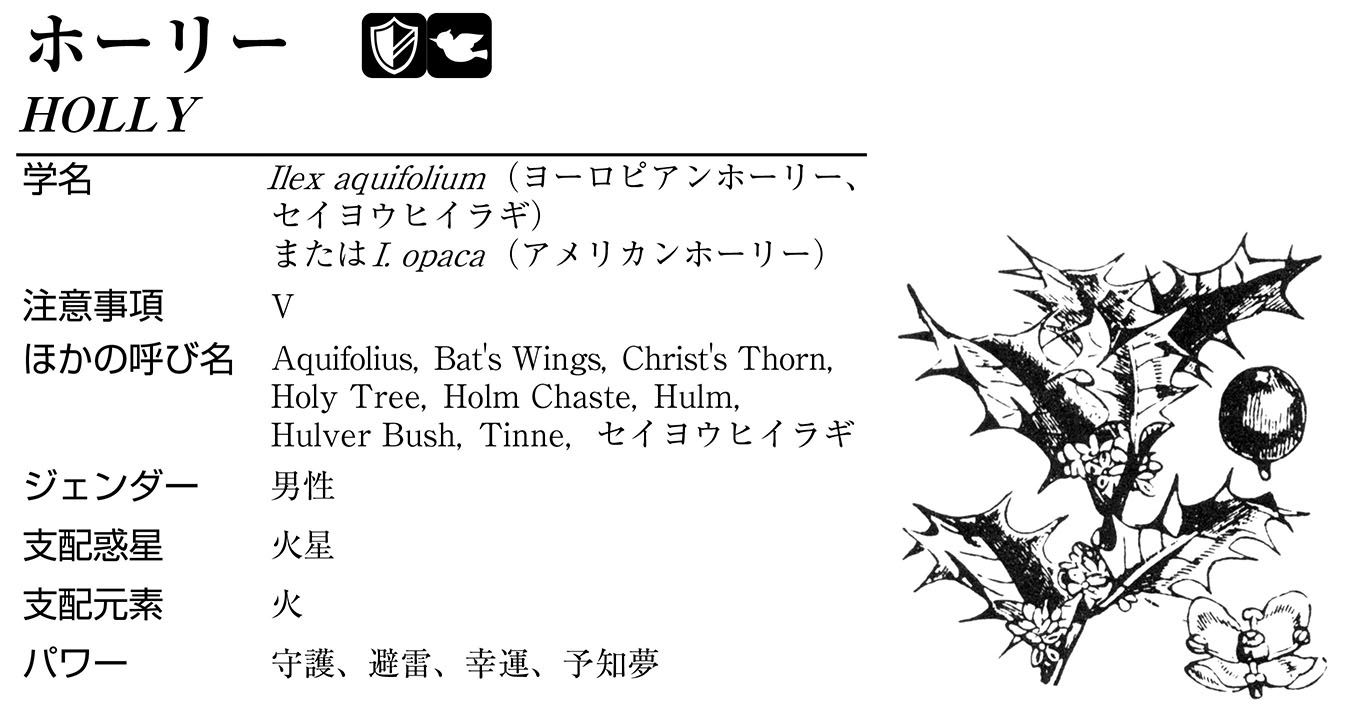 ホーリー
HOLLY
学名 Ilex aquifolium（ヨーロピアンホーリー、
セイヨウヒイラギ）
またはI. opaca（アメリカンホーリー）
注意事項 V
ほかの呼び名 Aquifolius, Bat's Wings, Christ's Thorn,
Holy Tree, Holm Chaste, Hulm,
Hulver Bush, Tinne, セイヨウヒイラギ
ジェンダー 男性
支配惑星 火星
支配元素 火
パワー 守護、避雷、幸運、予知夢